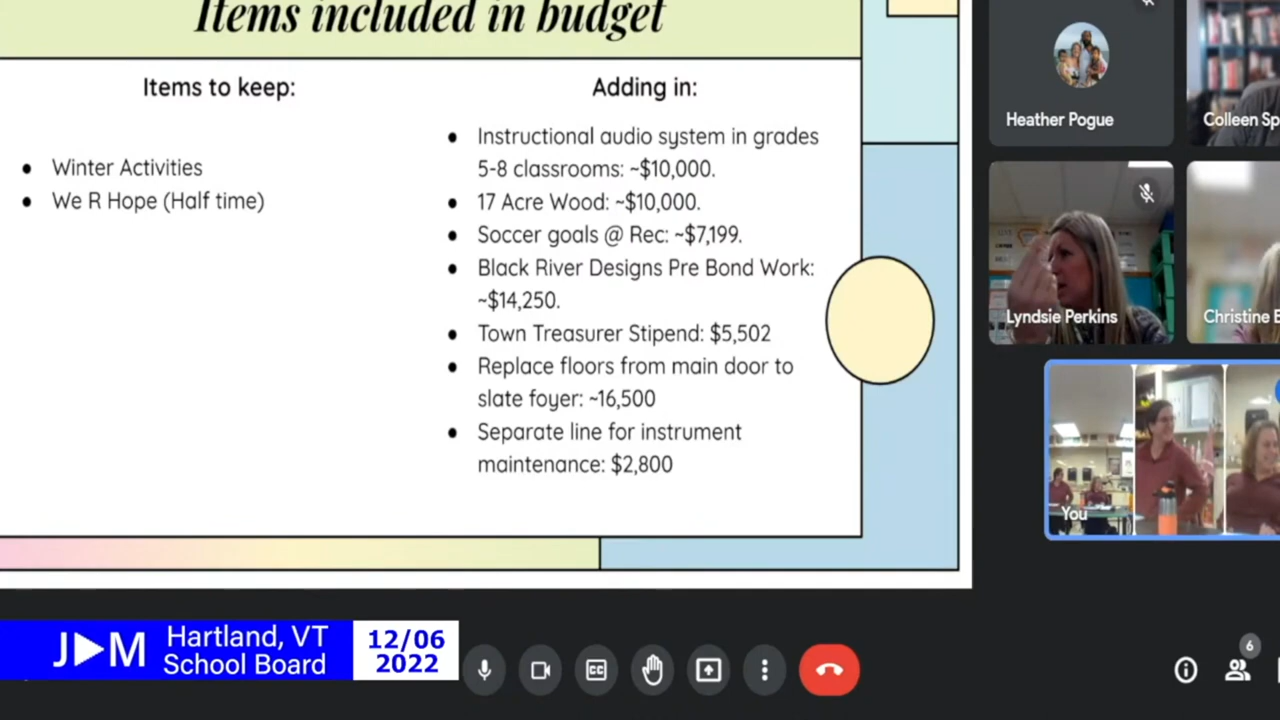 Items included in budget
Items to keep:
Winter Activities
We R Hope (Half time)
Adding in:
Instructional audio system in grades
5-8 classrooms: ~$10,000.
17 Acre Wood: ~$10,000.
Soccer goals @ Rec: ~$7,199.
Black River Designs Pre Bond Work:
~$14,250.
Town Treasurer Stipend: $5,502
Replace floors from main door to
slate foyer: ~16,500
Separate line for instrument
maintenance: $2,800
Heather Pogue
Colleen Sp
Lyndsie Perkins
Christine E
You
J▶M
Hartland, VT
School Board
12/06
2022
CC
6